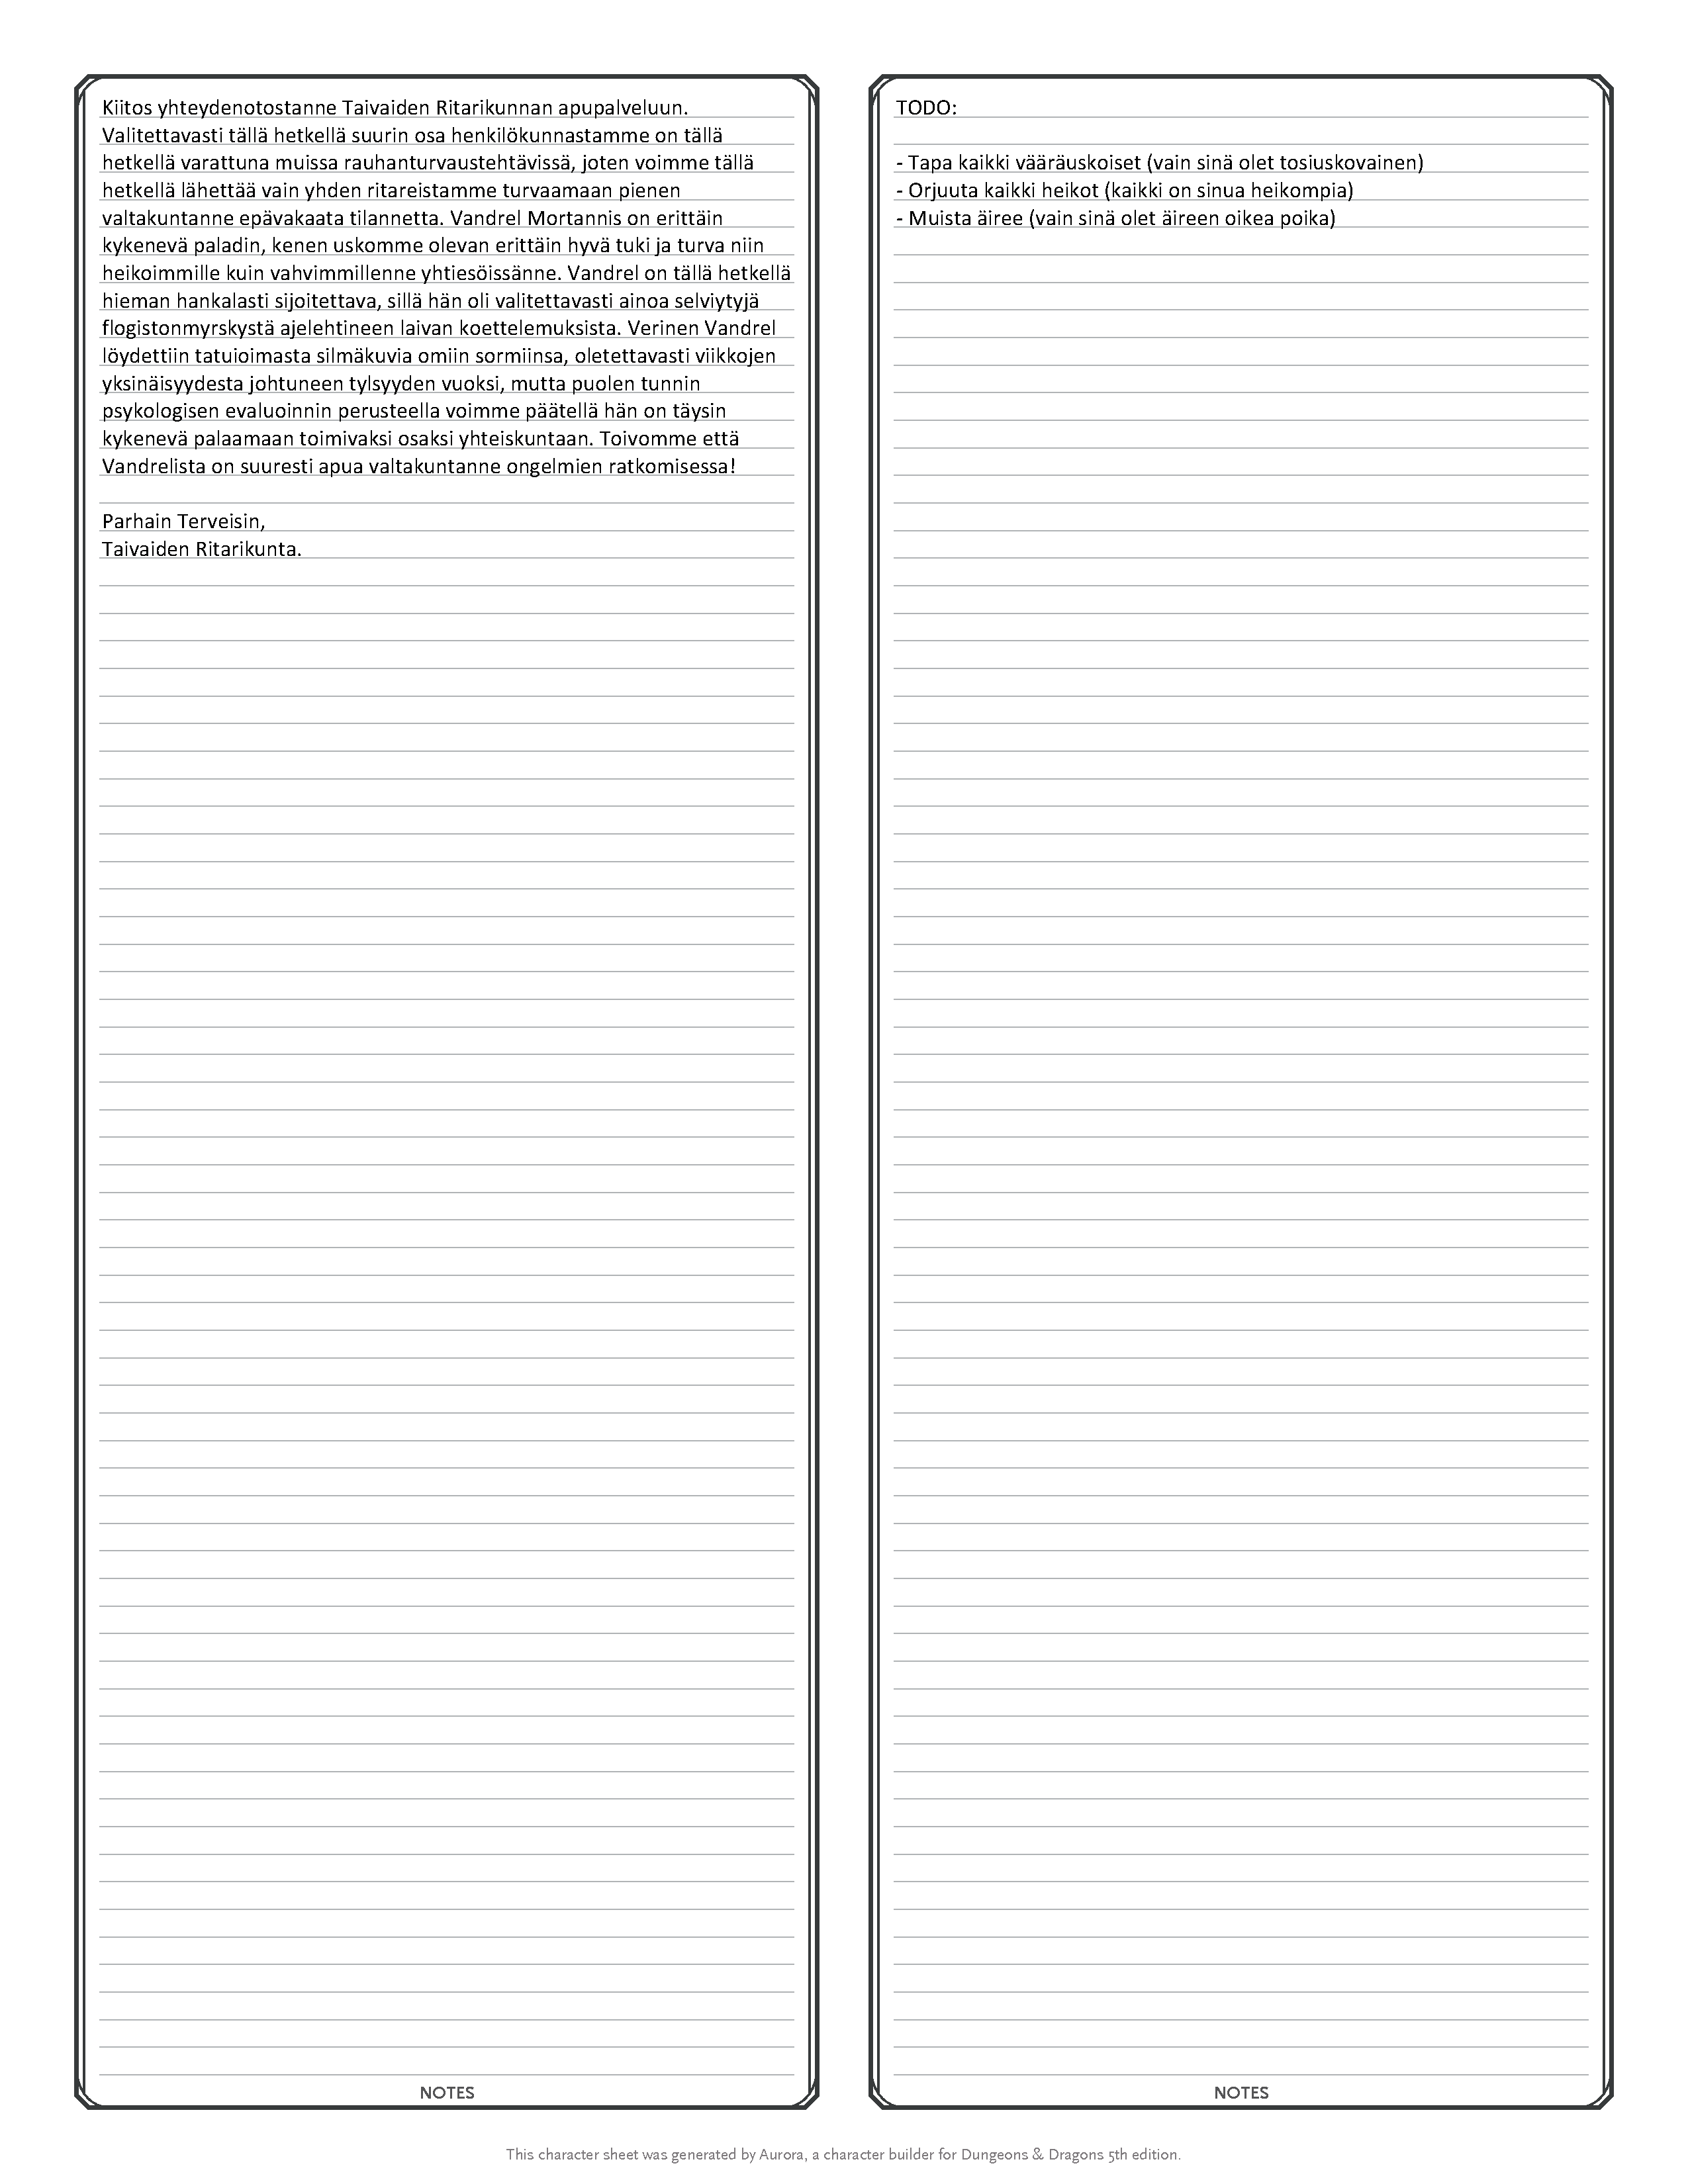 Kiitos yhteydenotostanne Taivaiden Ritarikunnan apupalveluun.
Valitettavasti tällä hetkellä suurin osa henkilökunnastamme on tällä
hetkellä varattuna muissa rauhanturvaustehtävissä, joten voimme tällä
hetkellä lähettää vain yhden ritareistamme turvaamaan pienen
valtakuntanne epävakaata tilannetta. Vandrel Mortannis on erittäin
kykenevä paladin, kenen uskomme olevan erittäin hyvä tuki ja turva niin
heikoimmille kuin vahvimmillenne yhtiesöissänne. Vandrel on tällä hetkellä
hieman hankalasti sijoitettava, sillä hän oli valitettavasti ainoa selviytyjä
flogistonmyrskystä ajelehtineen laivan koettelemuksista. Verinen Vandrel
löydettiin tatuioimasta silmäkuvia omiin sormiinsa, oletettavasti viikkojen
yksinäisyydesta johtuneen tylsyyden vuoksi, mutta puolen tunnin
psykologisen evaluoinnin perusteella voimme päätellä hän on täysin
kykenevä palaamaan toimivaksi osaksi yhteiskuntaan. Toivomme että
Vandrelista on suuresti apua valtakuntanne ongelmien ratkomisessa!
Parhain Terveisin,
Taivaiden Ritarikunta.
NOTES
TODO:
- Tapa kaikki vääräuskoiset (vain sinä olet tosiuskovainen)
- Orjuuta kaikki heikot (kaikki on sinua heikompia)
- Muista äiree (vain sinä olet äireen oikea poika)
NOTES
This character sheet was generated by Aurora, a character builder for Dungeons & Dragons 5th edition.